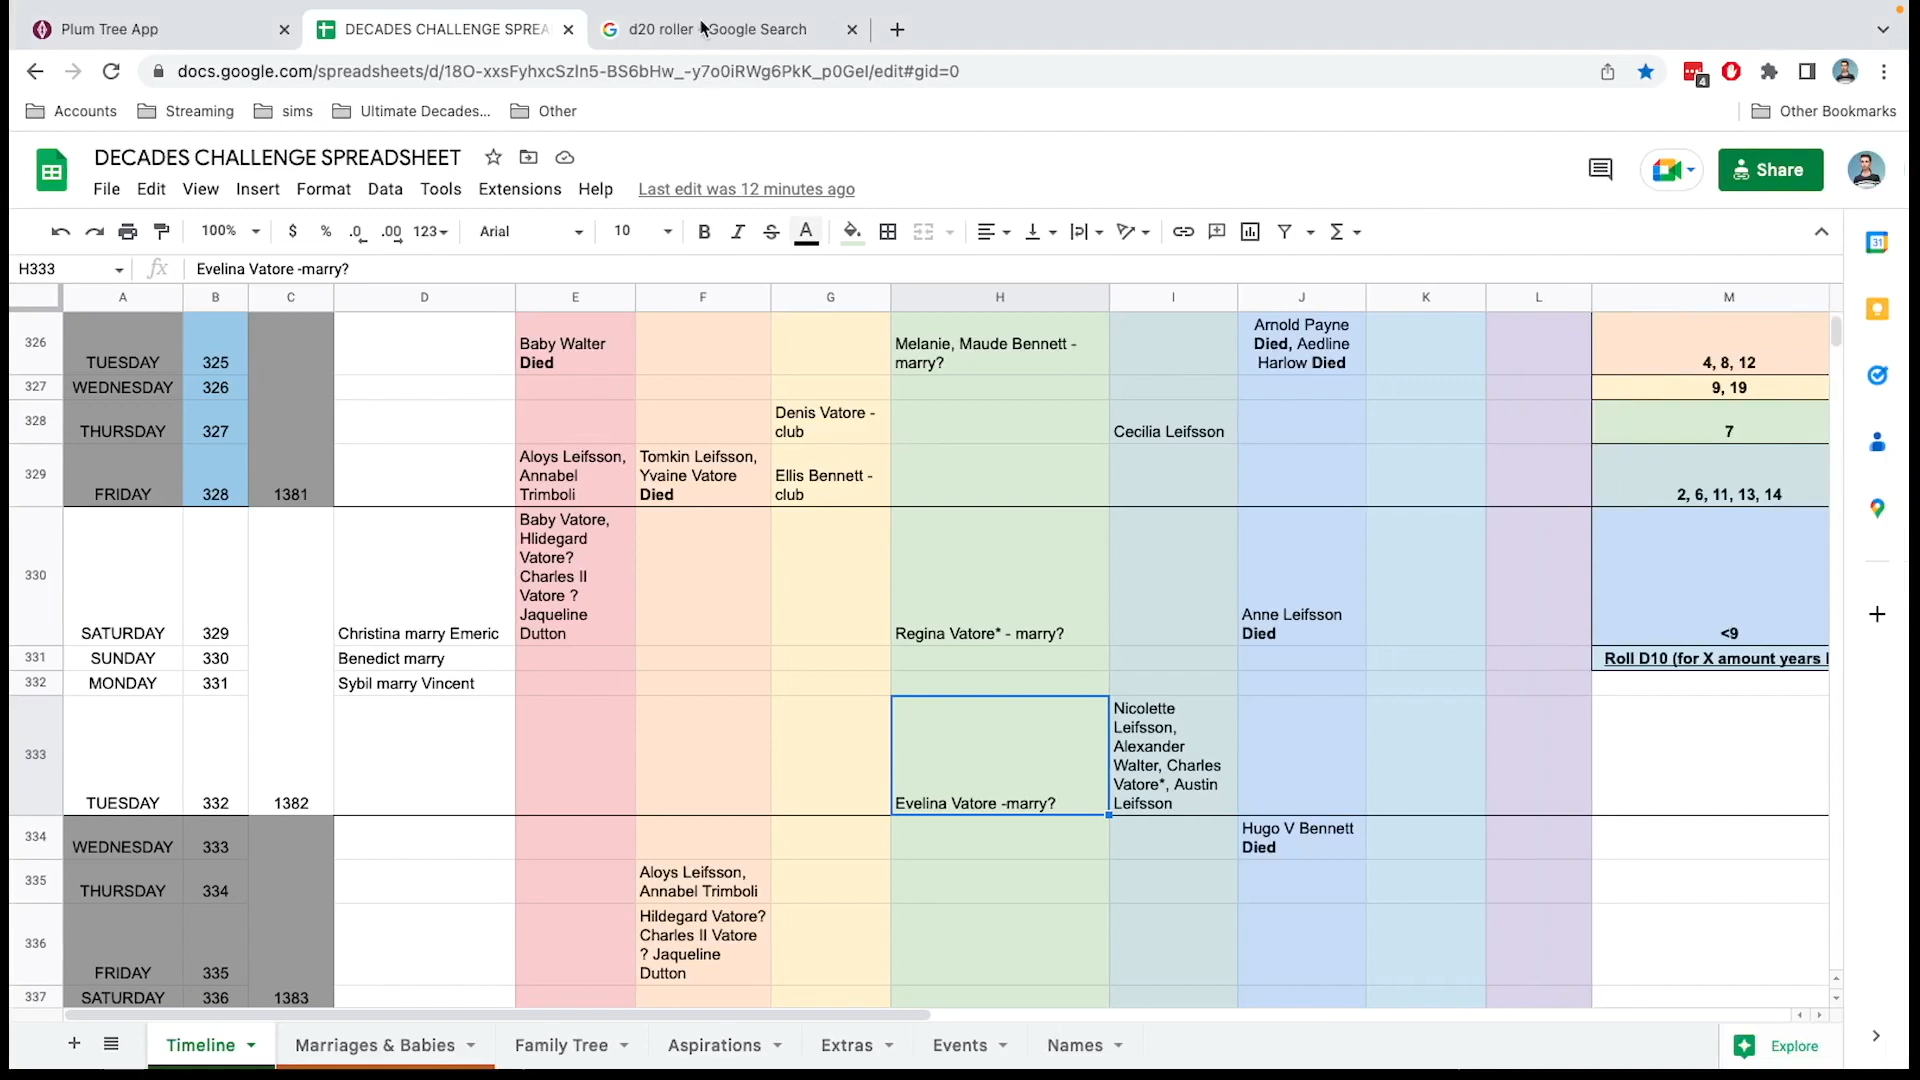 Plum Tree App
DECADES CHALLENGE SPREA
d20 roller - Google Search
docs.google.com/spreadsheets/d/18O-xxsFyhxcSzIn5-BS6bHw_-y7o0iRWg6PkK_p0GeI/edit#gid=0
4
Accounts
Streaming
sims
Ultimate Decades...
Other
Other Bookmarks
DECADES CHALLENGE SPREADSHEET
File Edit View Insert Format Data Tools Extensions Help Last edit was 12 minutes ago
Share
100% $ % .0 .00 123 Arial 10 B I S A
31
H333 fx Evelina Vatore -marry?
A B C D E F G H I J K L M
326 TUESDAY 325
Baby Walter
Died
Melanie, Maude Bennett -
marry?
Arnold Payne
Died, Aedline
Harlow Died
4, 8, 12
327 WEDNESDAY 326 9, 19
328 THURSDAY 327
Denis Vatore -
club
Cecilia Leifsson
7
329 FRIDAY 328 1381
Aloys Leifsson,
Annabel
Trimboli
Tomkin Leifsson,
Yvaine Vatore
Died
Ellis Bennett -
club
2, 6, 11, 13, 14
330 SATURDAY 329 Christina marry Emeric
Baby Vatore,
Hlidegard
Vatore?
Charles II
Vatore ?
Jaqueline
Dutton
Regina Vatore* - marry?
Anne Leifsson
Died
<9
331 SUNDAY 330 Benedict marry Roll D10 (for X amount years
332 MONDAY 331 Sybil marry Vincent
333 TUESDAY 332 1382 Evelina Vatore -marry?
Nicolette
Leifsson,
Alexander
Walter, Charles
Vatore*, Austin
Leifsson
334 WEDNESDAY 333
Hugo V Bennett
Died
335 THURSDAY 334
Aloys Leifsson,
Annabel Trimboli
336 FRIDAY 335
Hildegard Vatore?
Charles II Vatore
? Jaqueline
Dutton
337 SATURDAY 336 1383
Timeline Marriages & Babies Family Tree Aspirations Extras Events Names
Explore